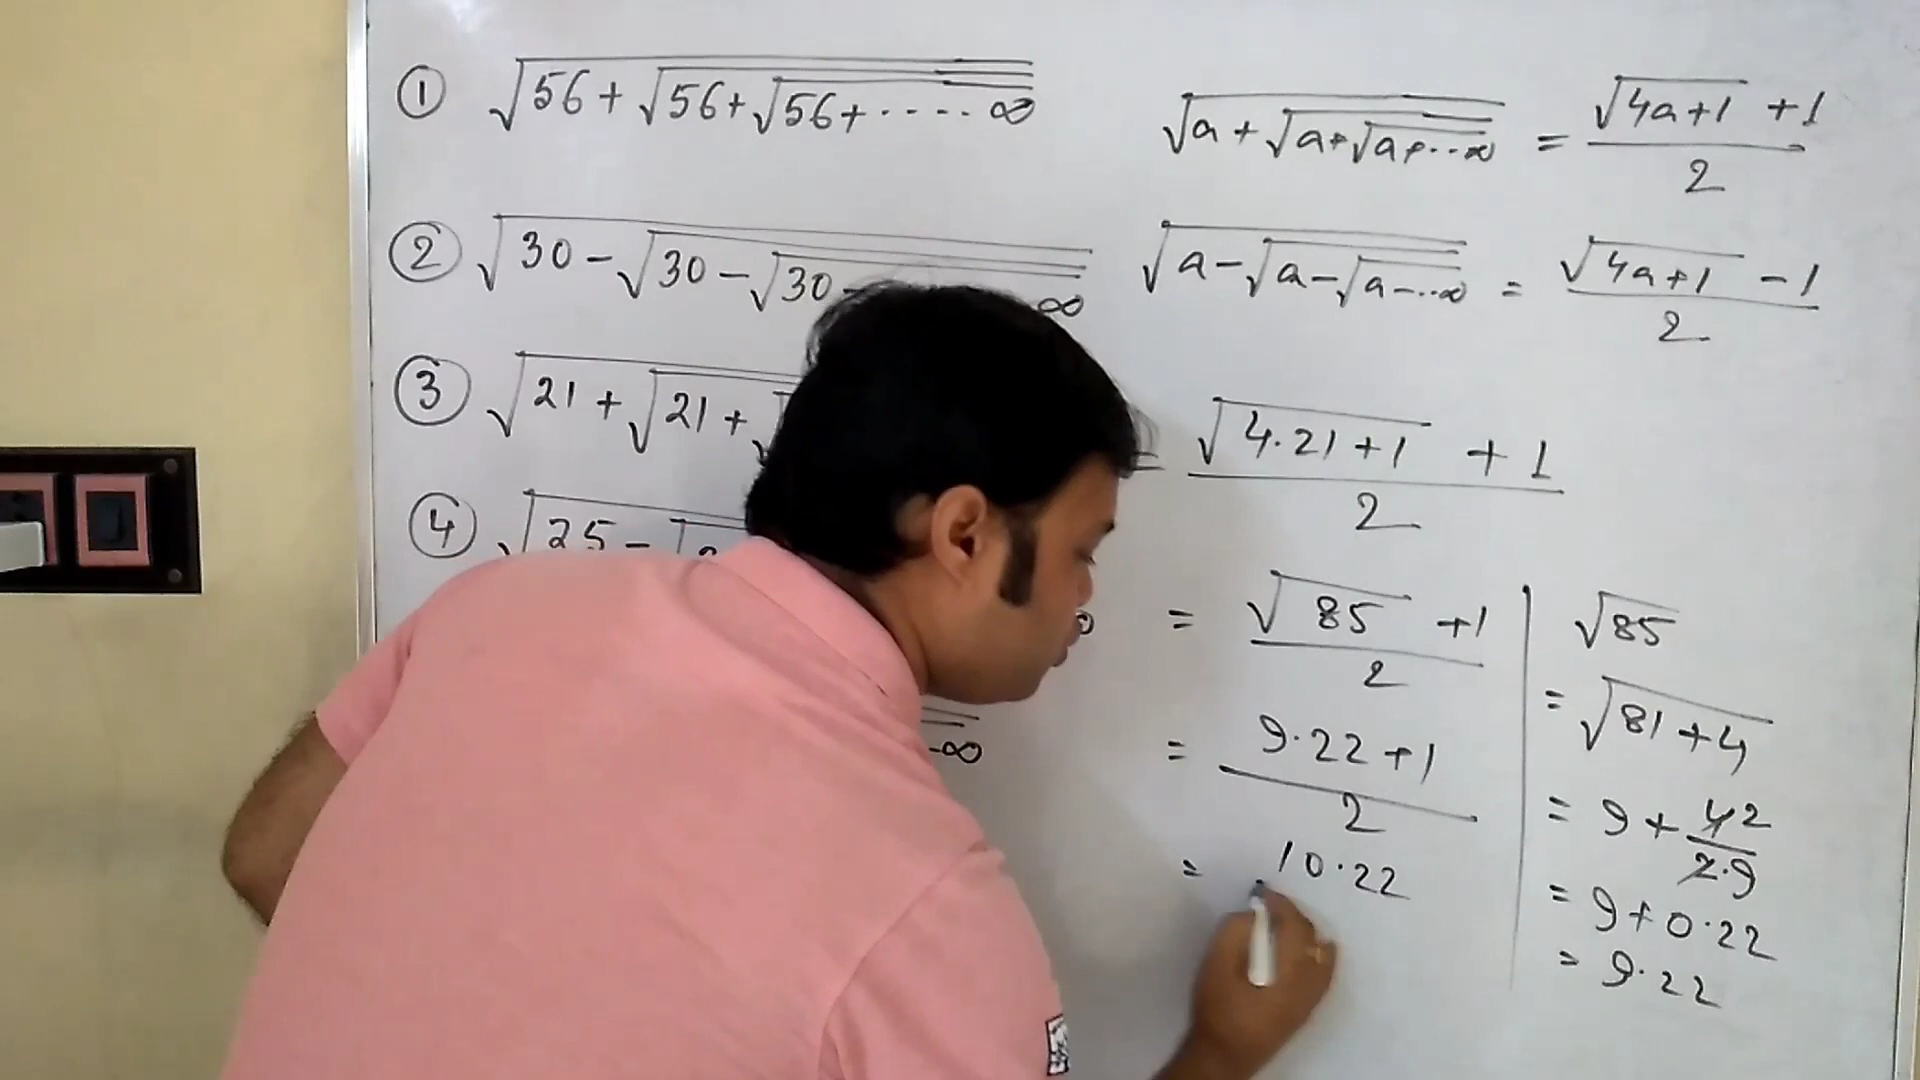 ① √56+√56+√56+.....∞
√a+√a+√a+...∞ = √4a+1 +1 / 2
② √30-√30-√30- ∞
√a-√a-√a-...∞ = √4a+1 -1 / 2
③ √21+√21+√
= √4.21+1 +1 / 2
④ √25-√
= √85 +1 / 2
= 9.22+1 / 2
= 10.22
√85
= √81+4
= 9+ 4 2 / 2.9
= 9+0.22
= 9.22
-∞